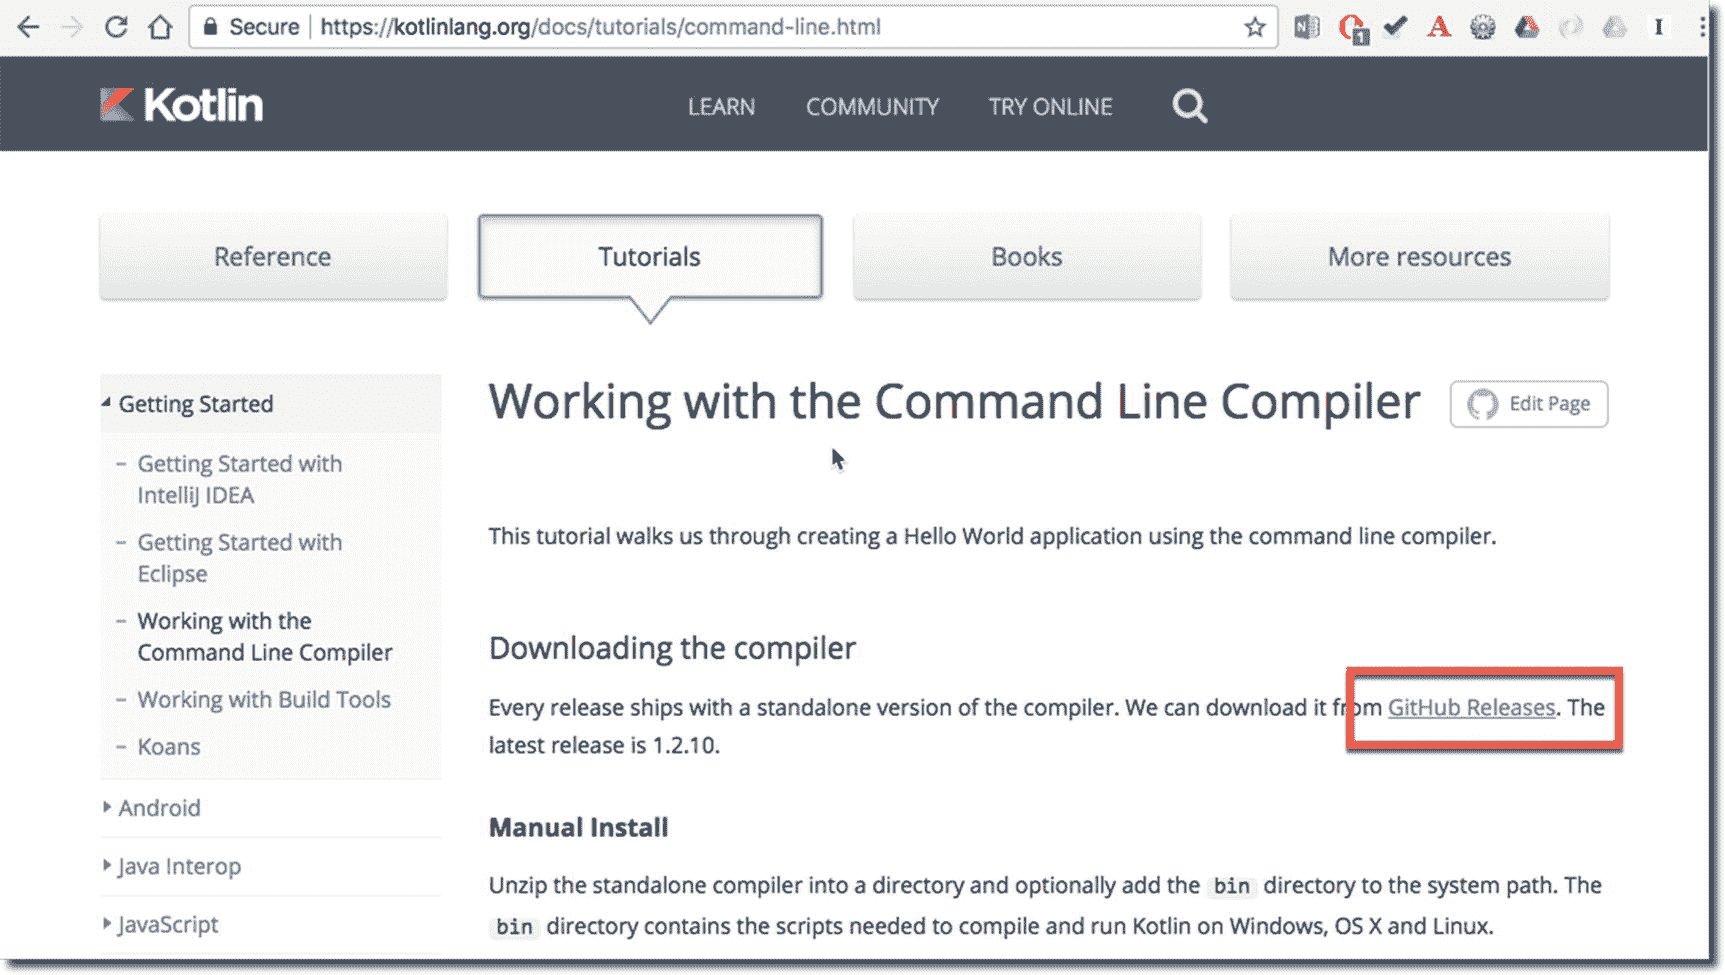 Secure https://kotlinlang.org/docs/tutorials/command-line.html
1
A
I
Kotlin
LEARN COMMUNITY TRY ONLINE
Reference Tutorials Books More resources
Getting Started
– Getting Started with
IntelliJ IDEA
– Getting Started with
Eclipse
– Working with the
Command Line Compiler
– Working with Build Tools
– Koans
Android
Java Interop
JavaScript
Working with the Command Line Compiler
Edit Page
This tutorial walks us through creating a Hello World application using the command line compiler.
Downloading the compiler
Every release ships with a standalone version of the compiler. We can download it from GitHub Releases. The
latest release is 1.2.10.
Manual Install
Unzip the standalone compiler into a directory and optionally add the bin directory to the system path. The
bin directory contains the scripts needed to compile and run Kotlin on Windows, OS X and Linux.